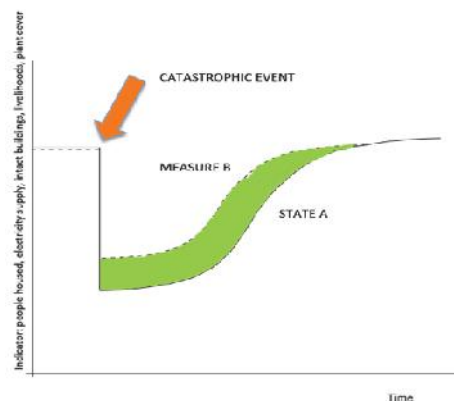 CATASTROPHIC EVENT
Indicator: people housed, electricity supply, intact buildings, livelihoods, plant cover
MEASURE B
STATE A
Time